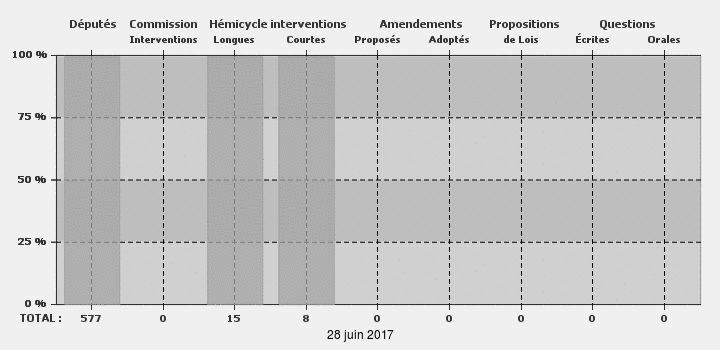 Députés Commission Hémicycle interventions Amendements Propositions Questions
Interventions Longues Courtes Proposés Adoptés de Lois Écrites Orales
100 %
75 %
50 %
25 %
0 %
TOTAL : 577 0 15 8 0 0 0 0 0
28 juin 2017